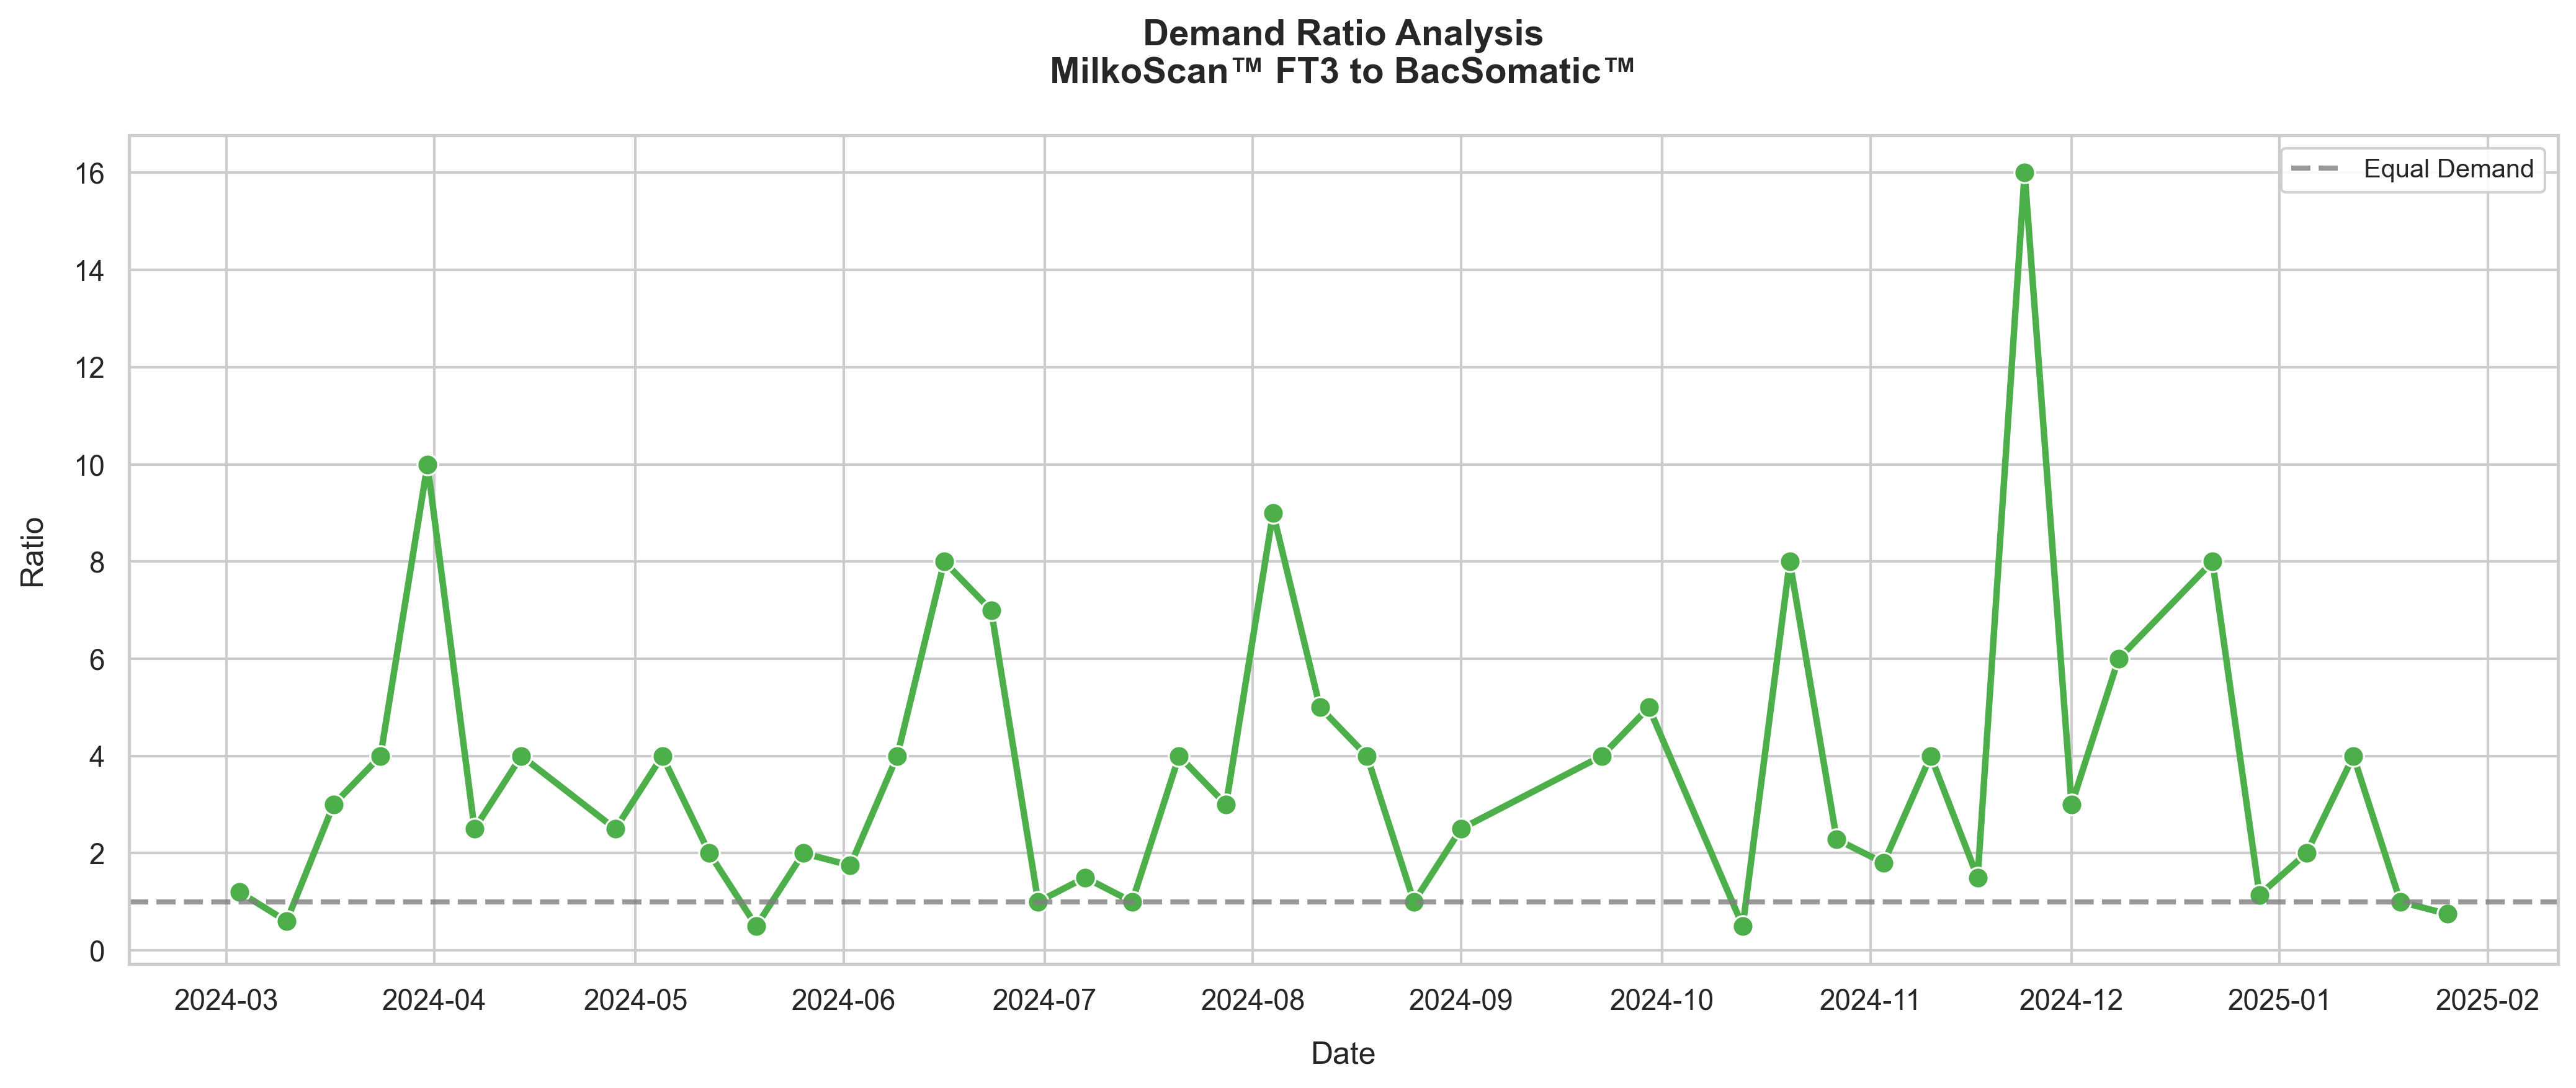 Demand Ratio Analysis
MilkoScan™ FT3 to BacSomatic™
Equal Demand
16
14
12
10
8
6
4
2
0
Ratio
2024-03 2024-04 2024-05 2024-06 2024-07 2024-08 2024-09 2024-10 2024-11 2024-12 2025-01 2025-02
Date